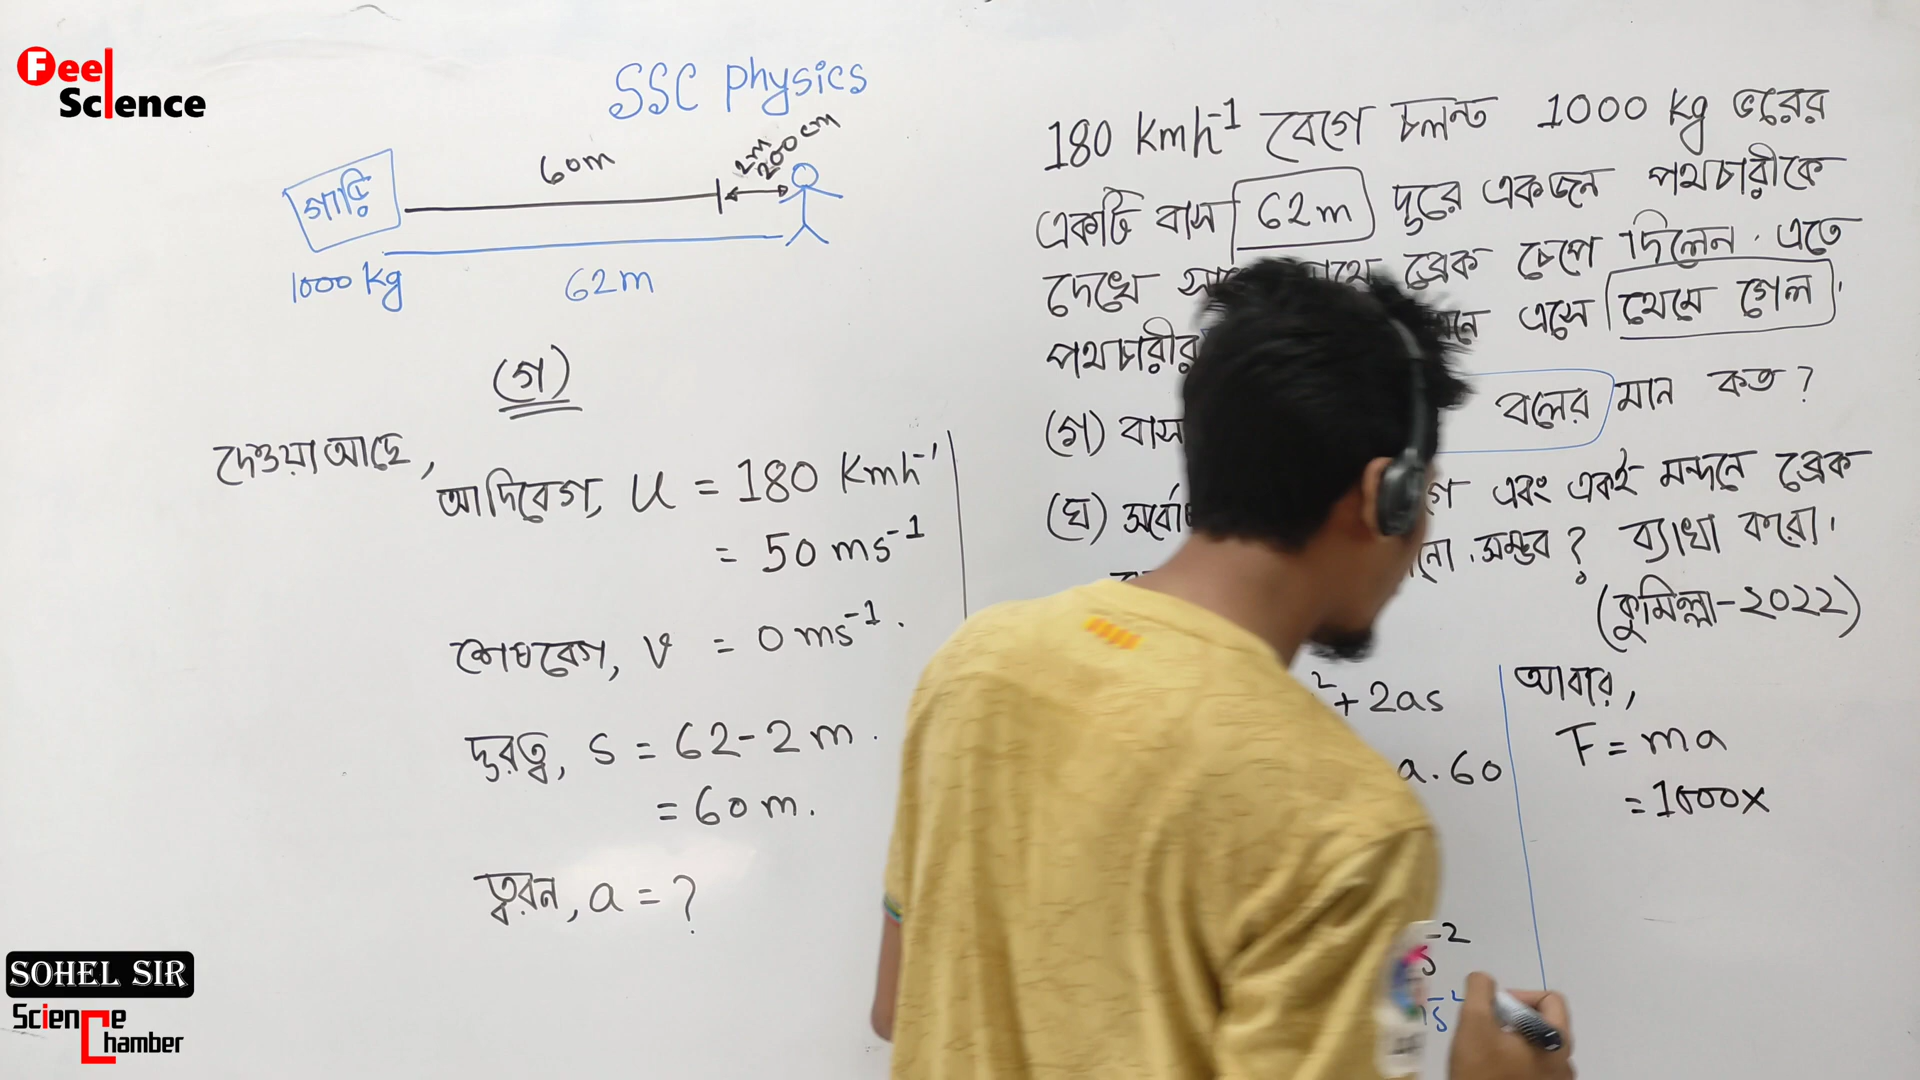 Feel
Science
SSC Physics
গাড়ি
60m
2m
200cm
1000 kg
62m
180 Kmh⁻¹ বেগে চলন্ত 1000 kg ভরের
একটি বাস 62m দূরে একজন পথচারীকে
দেখে ব্রেক চেপে দিলেন. এতে
পথচারীর এসে থেমে গেল.
(গ) বাস বলের মান কত ?
(ঘ) এবং একই মন্দনে ব্রেক
সম্ভব ? ব্যাখা করো.
(কুমিল্লা-2022)
(গ)
দেওয়া আছে,
আদিবেগ, u = 180 Kmh⁻¹
= 50 ms⁻¹
শেষবেগ, v = 0 ms⁻¹.
দূরত্ব, s = 62-2 m.
= 60 m.
ত্বরন, a = ?
² + 2as
a. 60
s⁻²
আবার,
F = ma
= 1000×
SOHEL SIR
Science
Chamber